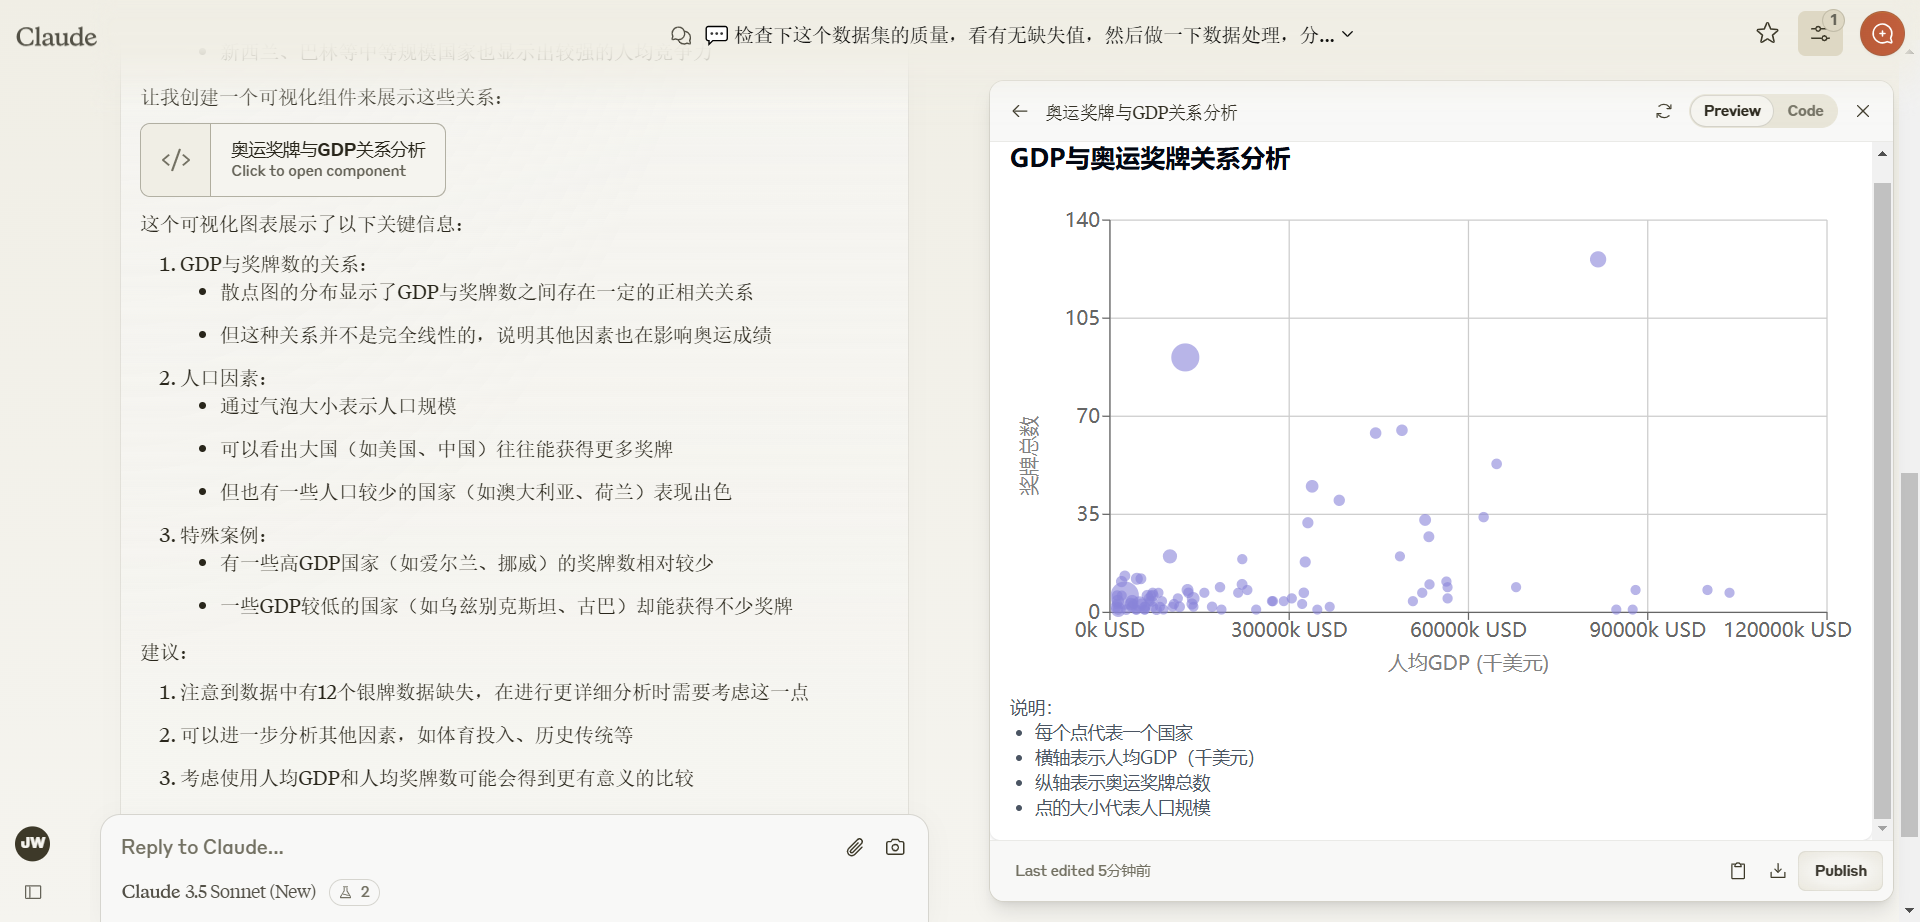 Claude
检查下这个数据集的质量，看有无缺失值，然后做一下数据处理，分...
1
新西兰、巴林等中等规模国家也显示出较强的人均竞争力
让我创建一个可视化组件来展示这些关系：
</>
奥运奖牌与GDP关系分析
Click to open component
这个可视化图表展示了以下关键信息：
1. GDP与奖牌数的关系：
散点图的分布显示了GDP与奖牌数之间存在一定的正相关关系
但这种关系并不是完全线性的，说明其他因素也在影响奥运成绩
2. 人口因素：
通过气泡大小表示人口规模
可以看出大国（如美国、中国）往往能获得更多奖牌
但也有一些人口较少的国家（如澳大利亚、荷兰）表现出色
3. 特殊案例：
有一些高GDP国家（如爱尔兰、挪威）的奖牌数相对较少
一些GDP较低的国家（如乌兹别克斯坦、古巴）却能获得不少奖牌
建议：
1. 注意到数据中有12个银牌数据缺失，在进行更详细分析时需要考虑这一点
2. 可以进一步分析其他因素，如体育投入、历史传统等
3. 考虑使用人均GDP和人均奖牌数可能会得到更有意义的比较
JW
Reply to Claude...
Claude 3.5 Sonnet (New)
2
奥运奖牌与GDP关系分析
Preview
Code
GDP与奥运奖牌关系分析
140
105
70
35
0
奖牌总数
0k USD
30000k USD
60000k USD
90000k USD
120000k USD
人均GDP (千美元)
说明：
每个点代表一个国家
横轴表示人均GDP（千美元）
纵轴表示奥运奖牌总数
点的大小代表人口规模
Last edited 5分钟前
Publish